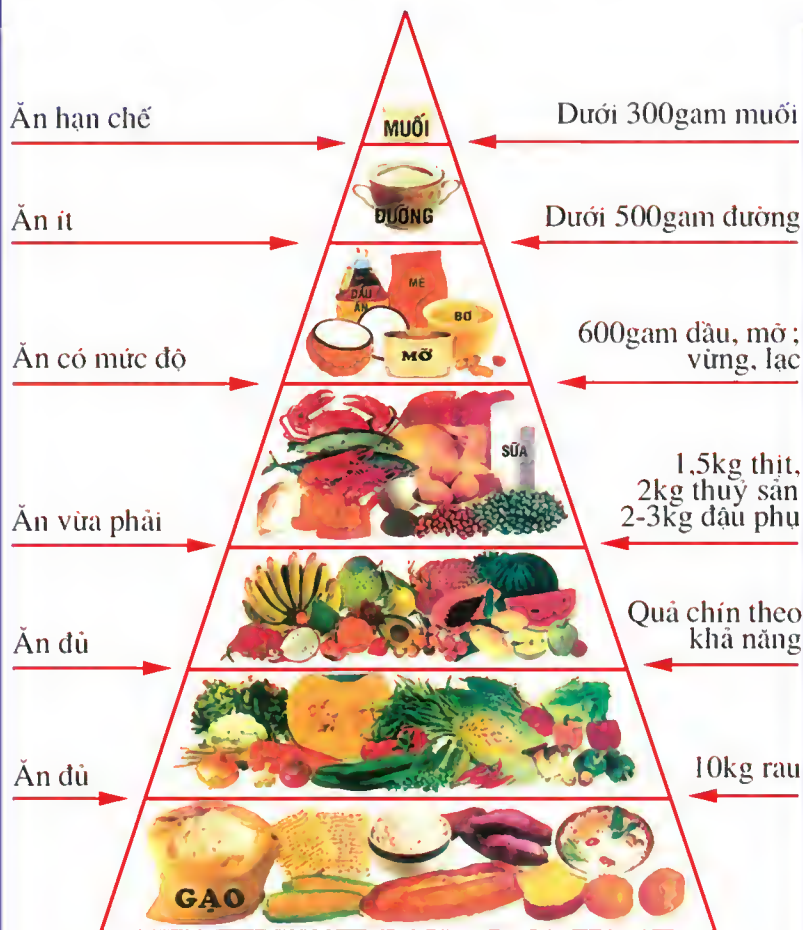 Ăn hạn chế
MUỐI
Dưới 300gam muối
Ăn ít
ĐƯỜNG
Dưới 500gam đường
DẦU
ĂN
MÈ
BƠ
MỠ
Ăn có mức độ
600gam dầu, mỡ ;
vừng, lạc
SỮA
Ăn vừa phải
1,5kg thịt,
2kg thuỷ sản
2-3kg đậu phụ
Ăn đủ
Quả chín theo
khả năng
Ăn đủ
10kg rau
GẠO